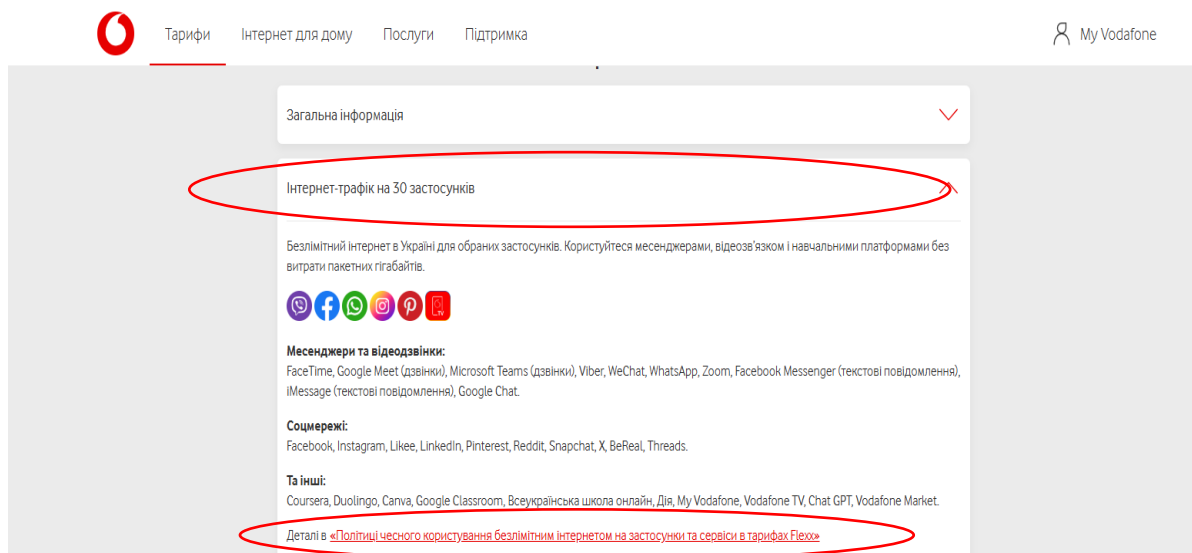 Тарифи Інтернет для дому Послуги Підтримка My Vodafone
Загальна інформація
Інтернет-трафік на 30 застосунків
Безлімітний інтернет в Україні для обраних застосунків. Користуйтеся месенджерами, відеозв'язком і навчальними платформами без
витрати пакетних гігабайтів.
TV
Месенджери та відеодзвінки:
FaceTime, Google Meet (дзвінки), Microsoft Teams (дзвінки), Viber, WeChat, WhatsApp, Zoom, Facebook Messenger (текстові повідомлення),
iMessage (текстові повідомлення), Google Chat.
Соцмережі:
Facebook, Instagram, Likee, LinkedIn, Pinterest, Reddit, Snapchat, X, BeReal, Threads.
Та інші:
Coursera, Duolingo, Canva, Google Classroom, Всеукраїнська школа онлайн, Дія, My Vodafone, Vodafone TV, Chat GPT, Vodafone Market.
Деталі в «Політиці чесного користування безлімітним інтернетом на застосунки та сервіси в тарифах Flexx»